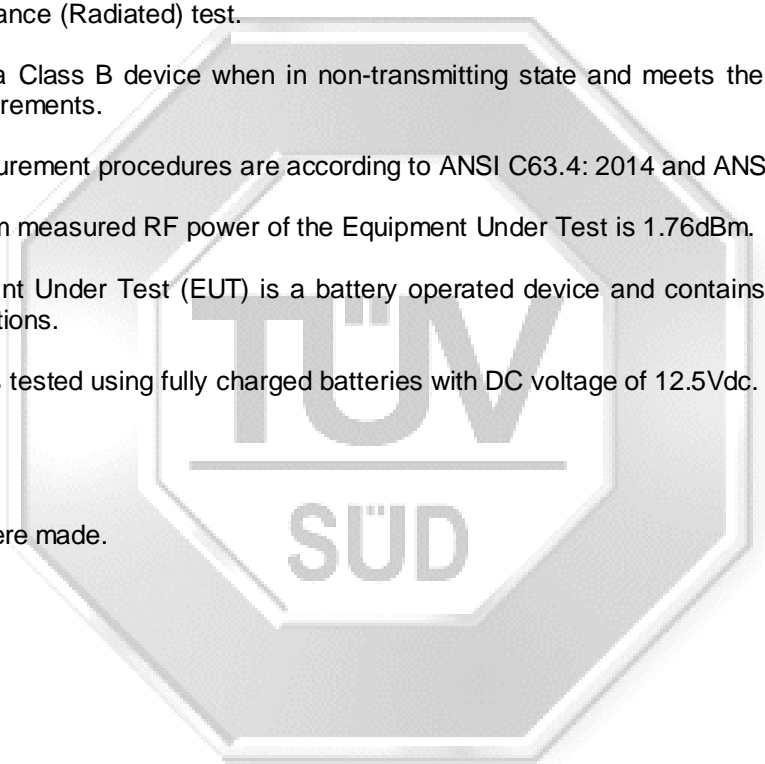 ance (Radiated) test.
a Class B device when in non-transmitting state and meets the
rements.
urement procedures are according to ANSI C63.4: 2014 and ANS
m measured RF power of the Equipment Under Test is 1.76dBm.
nt Under Test (EUT) is a battery operated device and contains
tions.
tested using fully charged batteries with DC voltage of 12.5Vdc.
TÜV
SÜD
ere made.